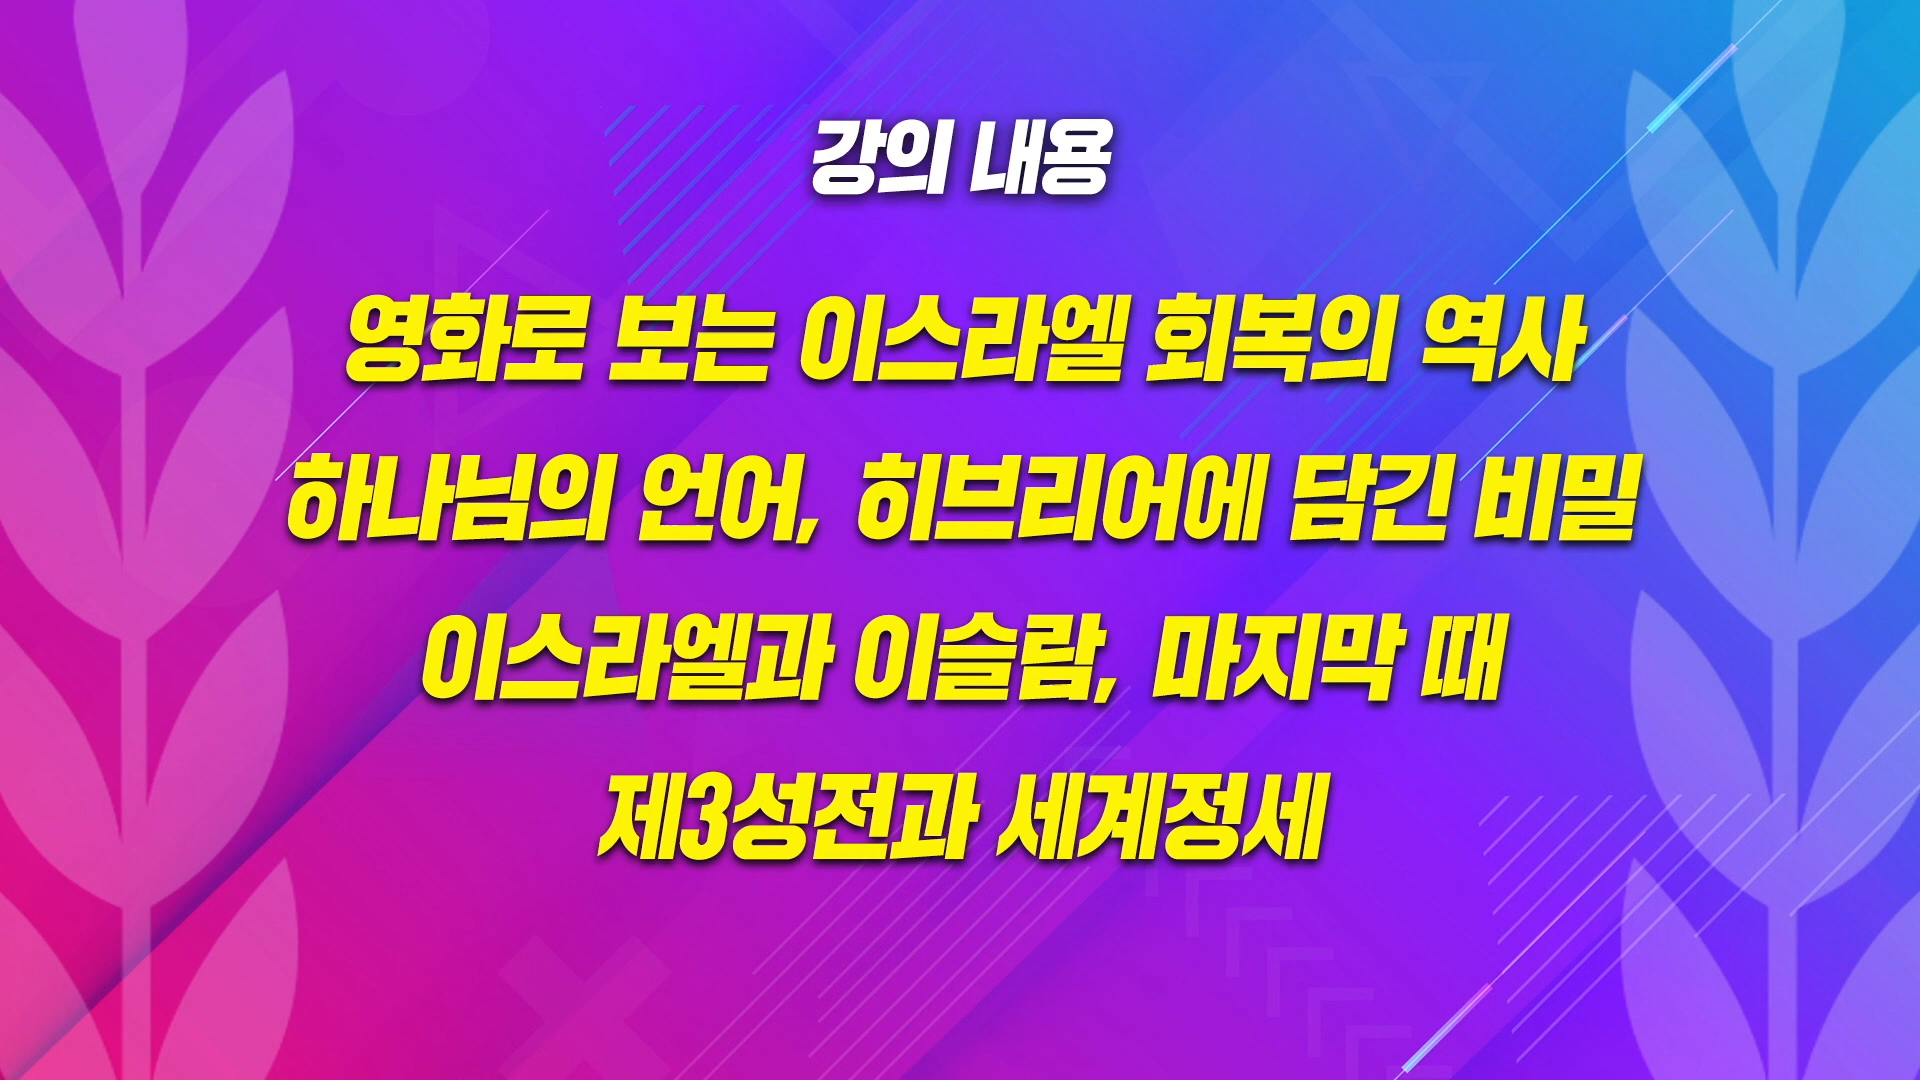 강의 내용
영화로 보는 이스라엘 회복의 역사
하나님의 언어, 히브리어에 담긴 비밀
이스라엘과 이슬람, 마지막 때
제3성전과 세계정세